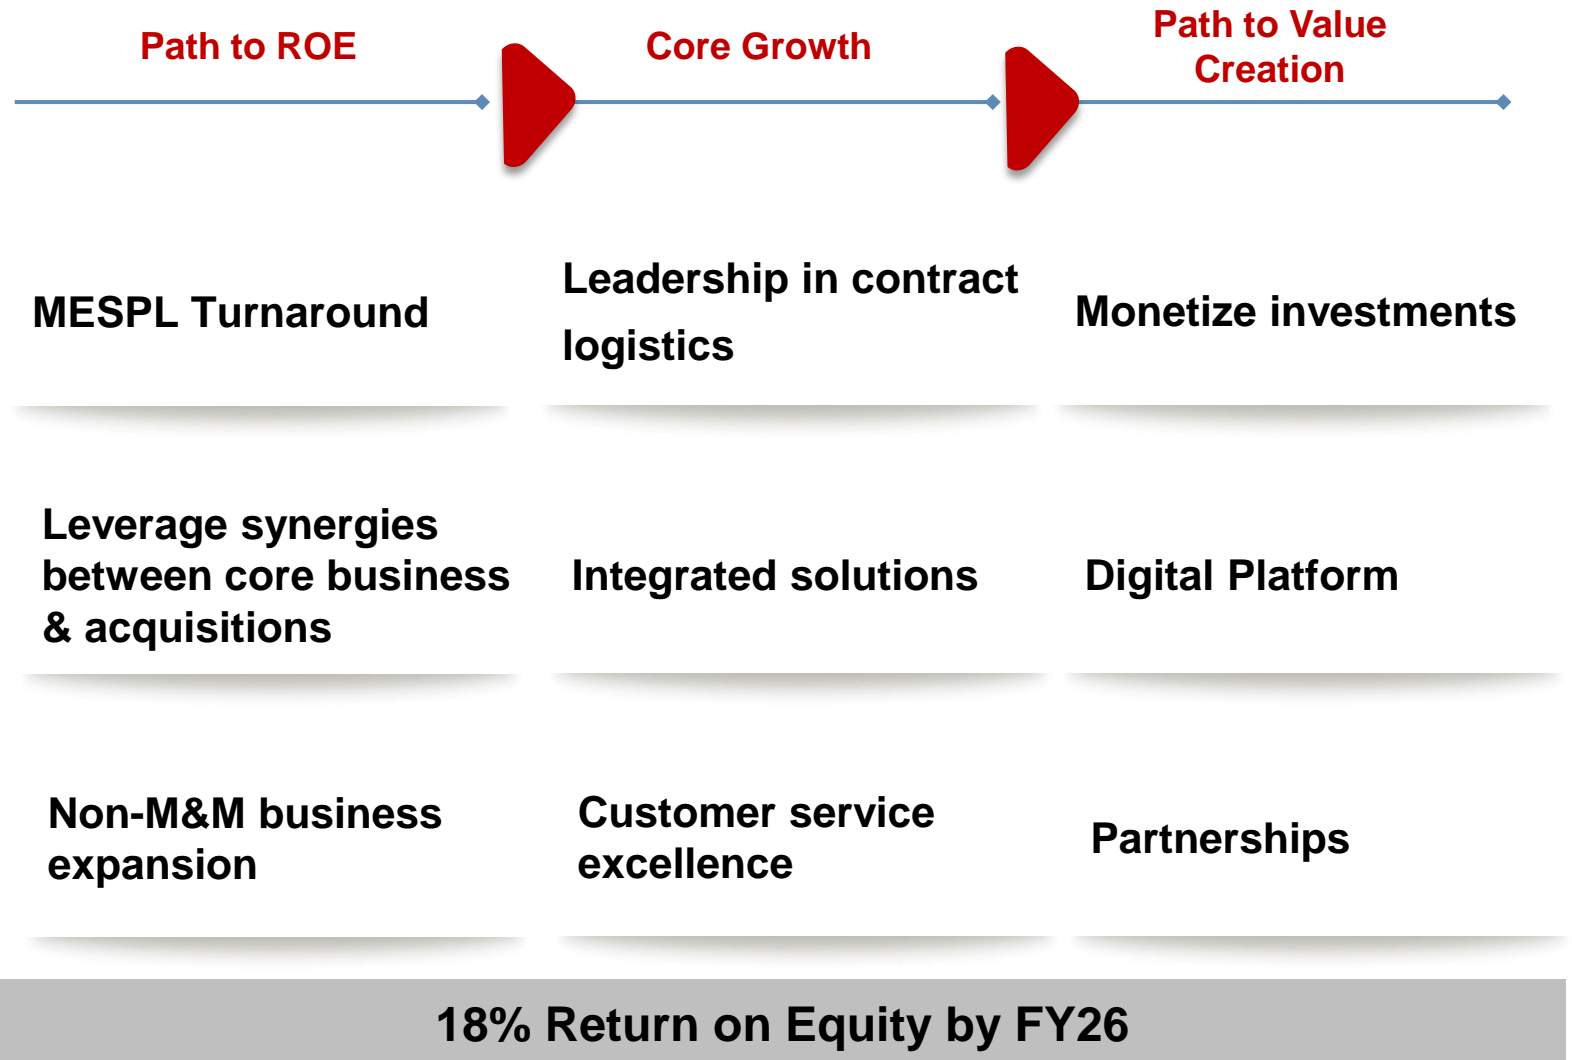 Path to ROE
Core Growth
Path to Value
Creation
MESPL Turnaround
Leadership in contract
logistics
Monetize investments
Leverage synergies
between core business
& acquisitions
Integrated solutions
Digital Platform
Non-M&M business
expansion
Customer service
excellence
Partnerships
18% Return on Equity by FY26